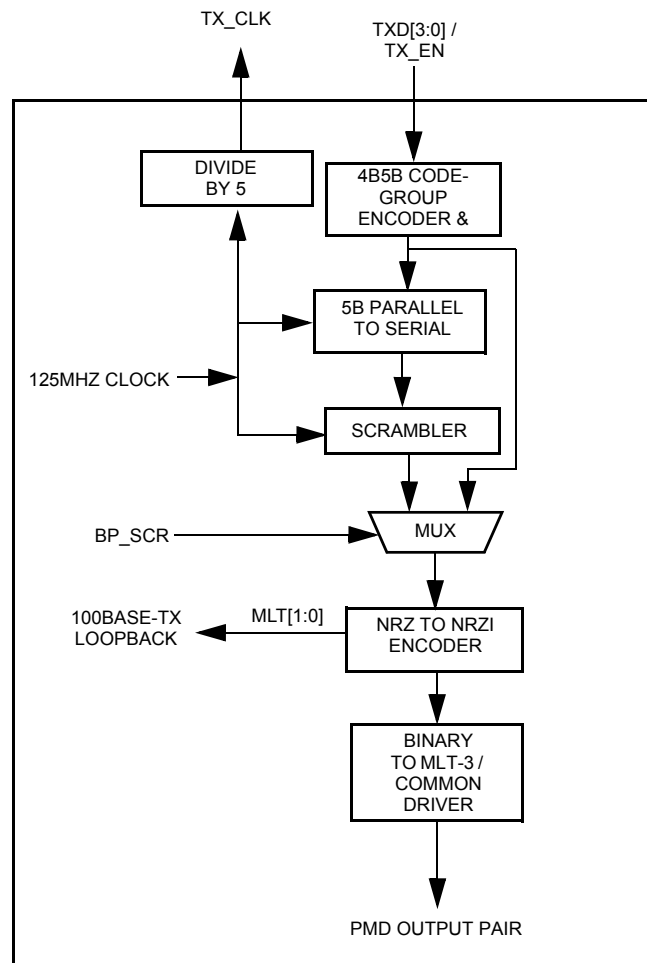 TX_CLK
TXD[3:0] /
TX_EN
DIVIDE
BY 5
4B5B CODE-
GROUP
ENCODER &
5B PARALLEL
TO SERIAL
125MHZ CLOCK
SCRAMBLER
BP_SCR
MUX
100BASE-TX
LOOPBACK
MLT[1:0]
NRZ TO NRZI
ENCODER
BINARY
TO MLT-3 /
COMMON
DRIVER
PMD OUTPUT PAIR